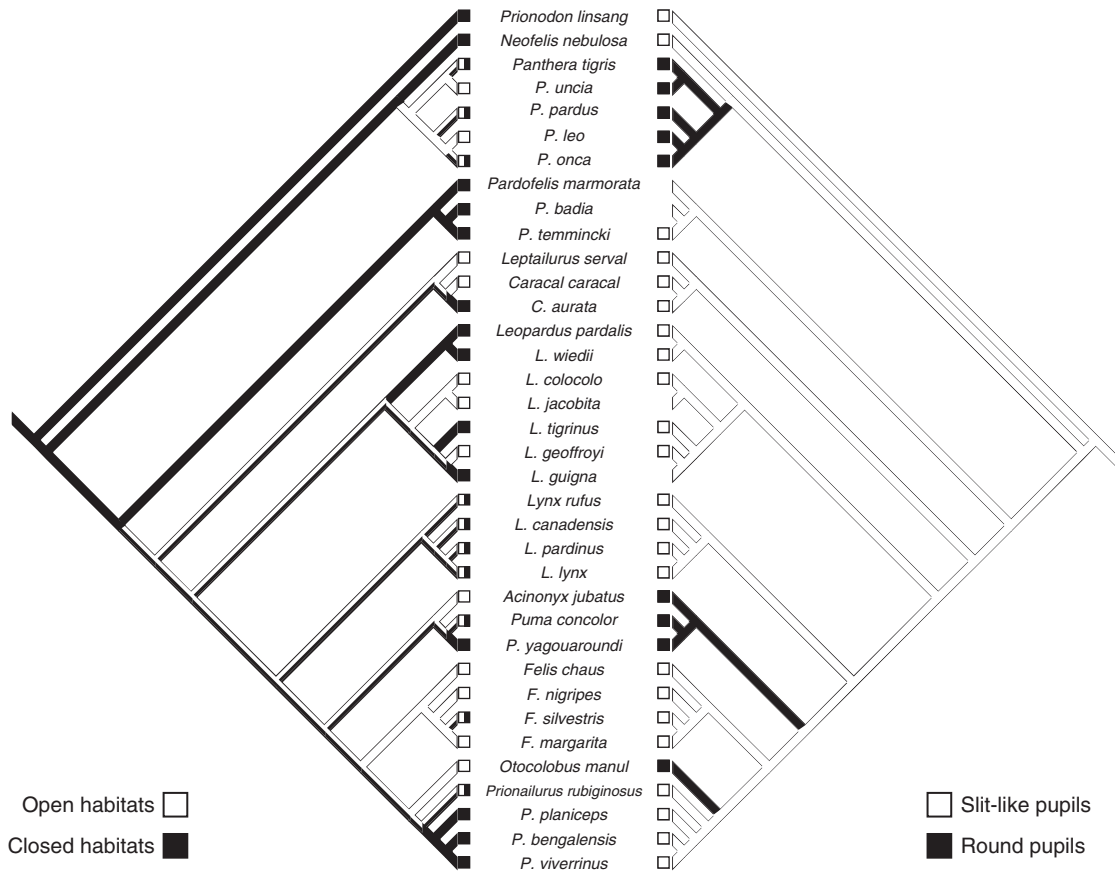 Prionodon linsang
Neofelis nebulosa
Panthera tigris
P. uncia
P. pardus
P. leo
P. onca
Pardofelis marmorata
P. badia
P. temmincki
Leptailurus serval
Caracal caracal
C. aurata
Leopardus pardalis
L. wiedii
L. colocolo
L. jacobita
L. tigrinus
L. geoffroyi
L. guigna
Lynx rufus
L. canadensis
L. pardinus
L. lynx
Acinonyx jubatus
Puma concolor
P. yagouaroundi
Felis chaus
F. nigripes
F. silvestris
F. margarita
Otocolobus manul
Prionailurus rubiginosus
P. planiceps
P. bengalensis
P. viverrinus
Open habitats
Closed habitats
Slit-like pupils
Round pupils